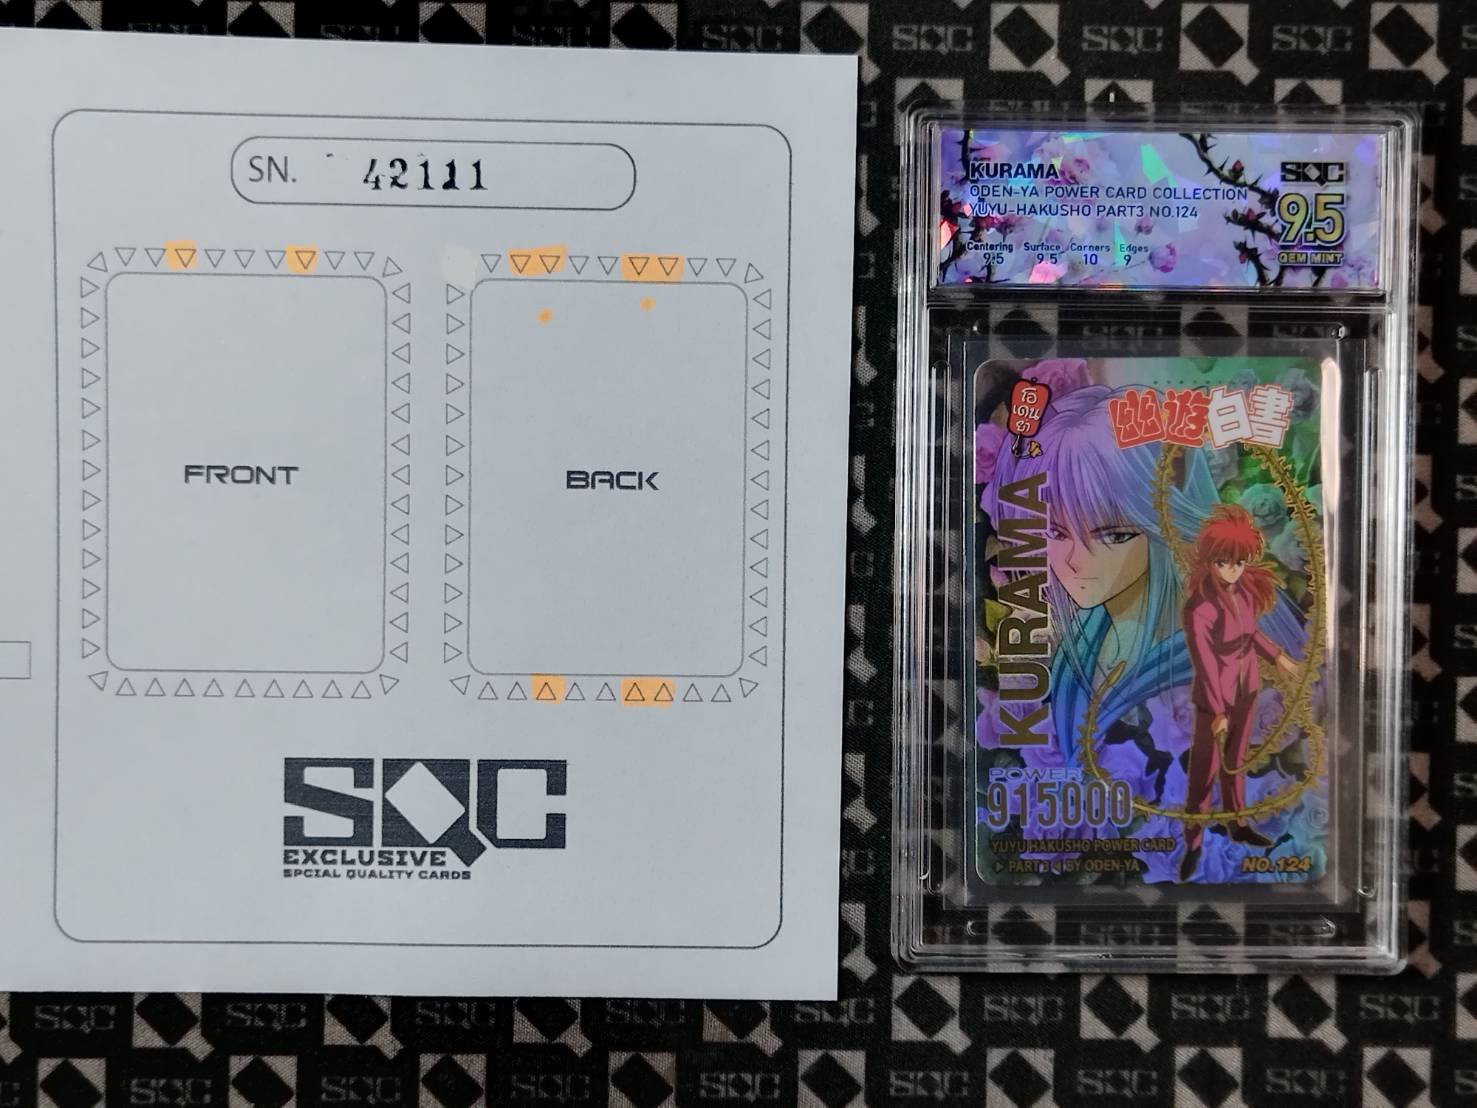 SN. 42111
FRONT
BACK
SQC
EXCLUSIVE
SPCIAL QUALITY CARDS
KURAMA
ODEN-YA POWER CARD COLLECTION
YUYU-HAKUSHO PART3 NO.124
Centering Surface Corners Edges
9.5 9.5 10 9
SQC
9.5
GEM MINT
โอ
เดน
ย่า
幽遊白書
KURAMA
POWER
915000
YUYU HAKUSHO POWER CARD
PART 3 BY ODEN-YA
NO.124
SQC